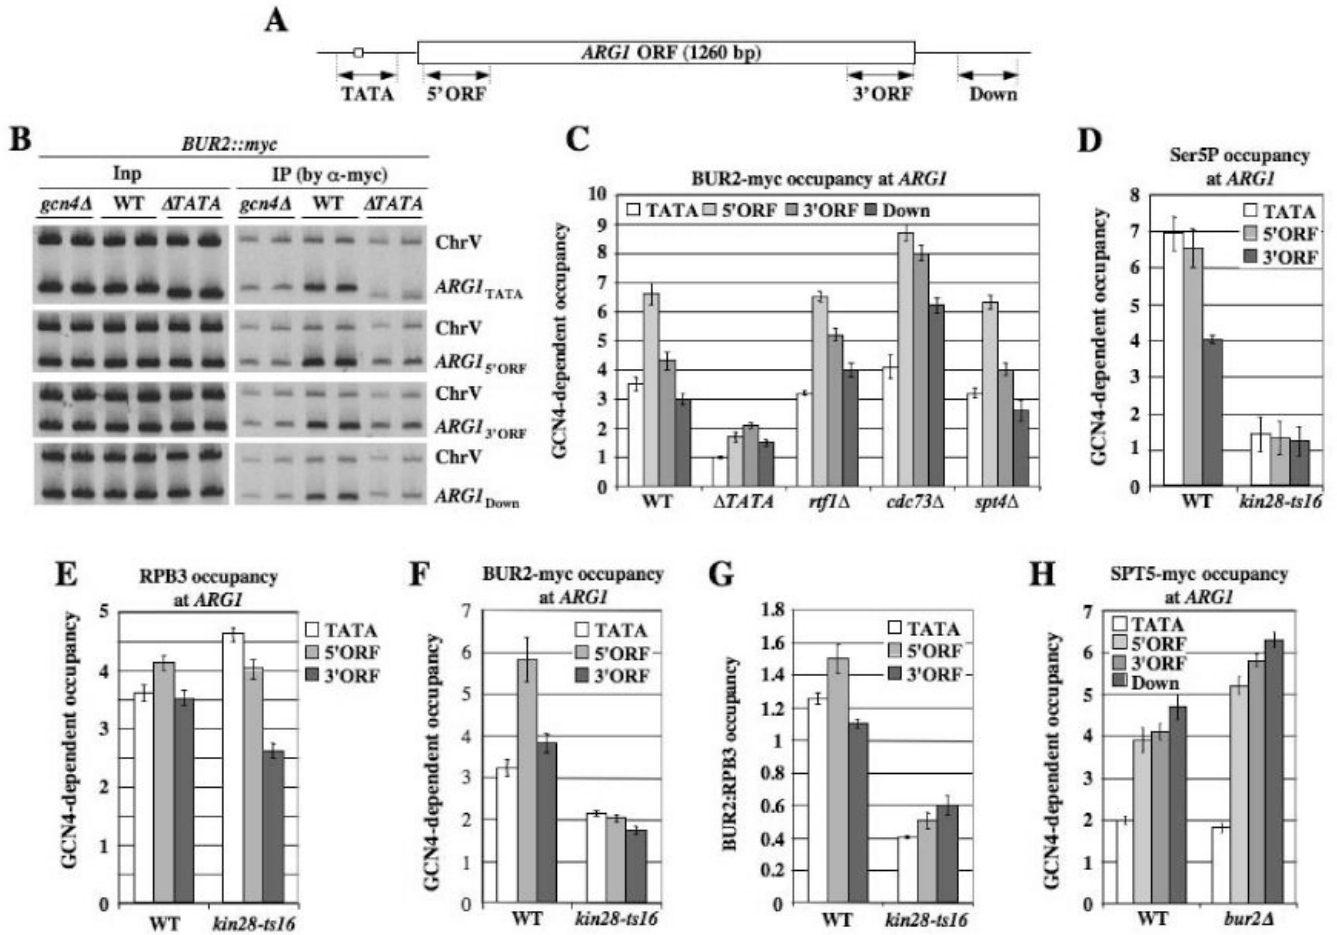 A
ARG1 ORF (1260 bp)
TATA 5'ORF 3'ORF Down
B
BUR2::myc
Inp IP (by α-myc)
gcn4Δ WT ΔTATA gcn4Δ WT ΔTATA
ChrV
ARG1 TATA
ChrV
ARG1 5'ORF
ChrV
ARG1 3'ORF
ChrV
ARG1 Down
C
BUR2-myc occupancy at ARG1
TATA 5'ORF 3'ORF Down
GCN4-dependent occupancy
10
9
8
7
6
5
4
3
2
1
0
WT ΔTATA rtf1Δ cdc73Δ spt4Δ
D
Ser5P occupancy
at ARG1
TATA
5'ORF
3'ORF
GCN4-dependent occupancy
8
7
6
5
4
3
2
1
0
WT kin28-ts16
E
RPB3 occupancy
at ARG1
TATA
5'ORF
3'ORF
GCN4-dependent occupancy
5
4
3
2
1
0
WT kin28-ts16
F
BUR2-myc occupancy
at ARG1
TATA
5'ORF
3'ORF
GCN4-dependent occupancy
7
6
5
4
3
2
1
0
WT kin28-ts16
G
TATA
5'ORF
3'ORF
BUR2:RPB3 occupancy
1.8
1.6
1.4
1.2
1
0.8
0.6
0.4
0.2
0
WT kin28-ts16
H
SPT5-myc occupancy
at ARG1
TATA
5'ORF
3'ORF
Down
GCN4-dependent occupancy
7
6
5
4
3
2
1
0
WT bur2Δ